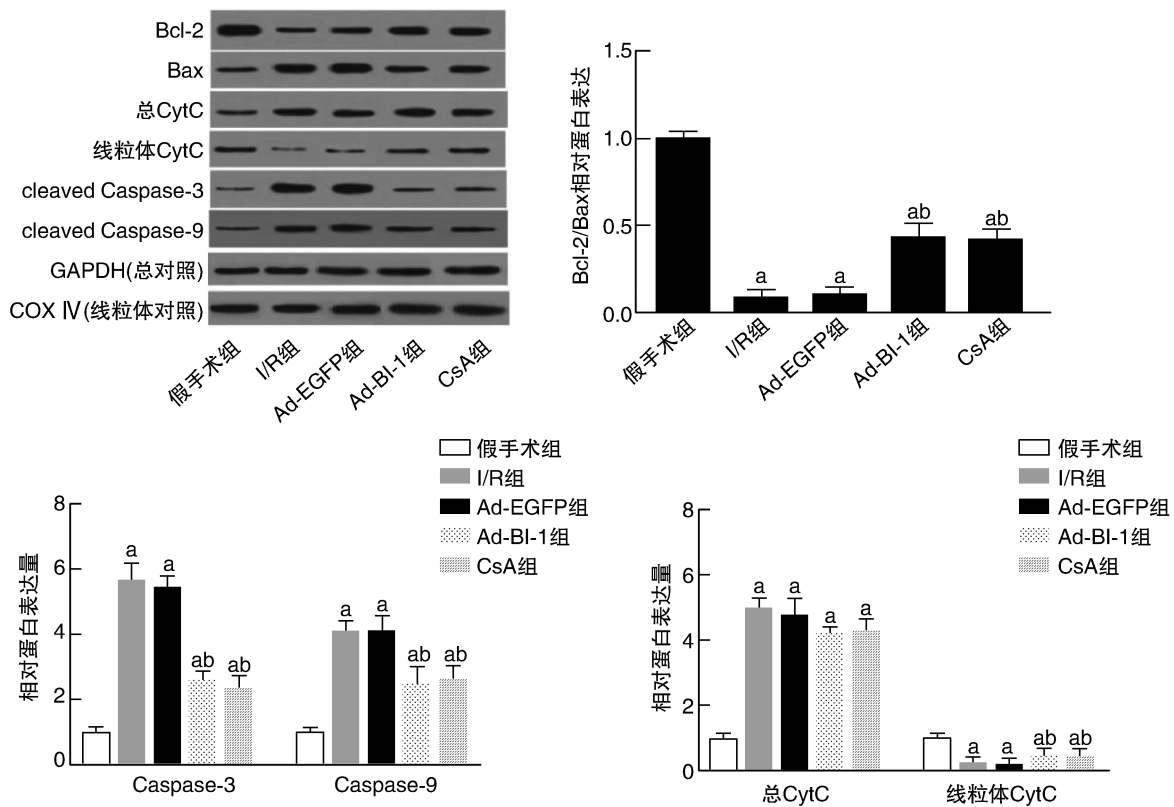 Bcl-2
Bax
总CytC
线粒体CytC
cleaved Caspase-3
cleaved Caspase-9
GAPDH(总对照)
COX Ⅳ(线粒体对照)
假手术组
I/R组
Ad-EGFP组
Ad-BI-1组
CsA组
Bcl-2/Bax相对蛋白表达
1.5
1.0
0.5
0.0
a
a
ab
ab
假手术组
I/R组
Ad-EGFP组
Ad-BI-1组
CsA组
假手术组
I/R组
Ad-EGFP组
Ad-BI-1组
CsA组
相对蛋白表达量
8
6
4
2
0
a
a
ab
ab
a
a
ab
ab
Caspase-3
Caspase-9
假手术组
I/R组
Ad-EGFP组
Ad-BI-1组
CsA组
相对蛋白表达量
8
6
4
2
0
a
a
a
a
a
a
ab
ab
总CytC
线粒体CytC